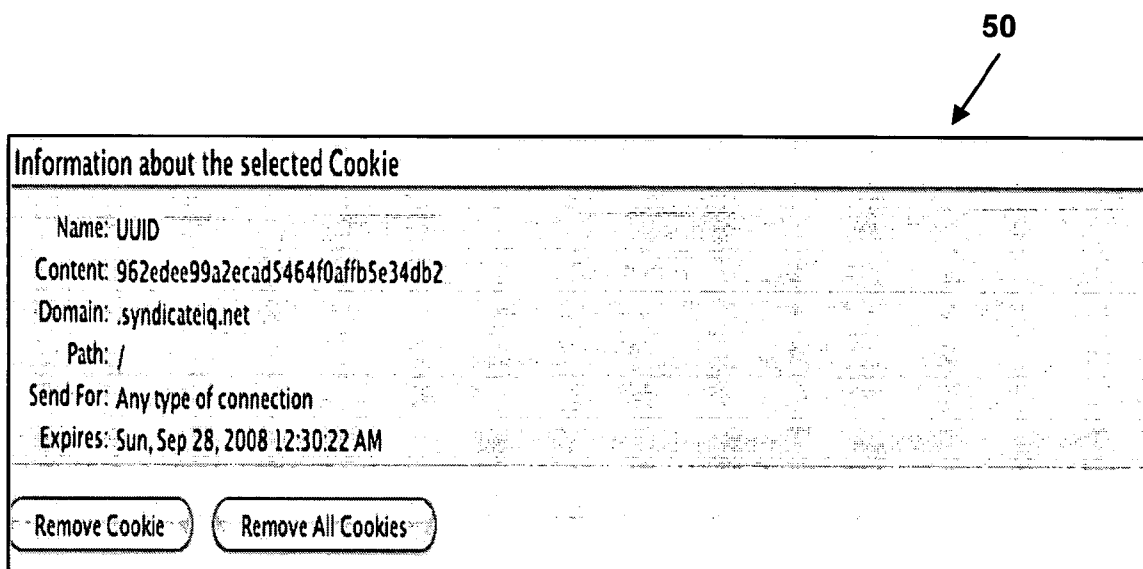 50
Information about the selected Cookie
Name: UUID
Content: 962edee99a2ecad5464f0affb5e34db2
Domain: .syndicateiq.net
Path: /
Send For: Any type of connection
Expires: Sun, Sep 28, 2008 12:30:22 AM
Remove Cookie Remove All Cookies